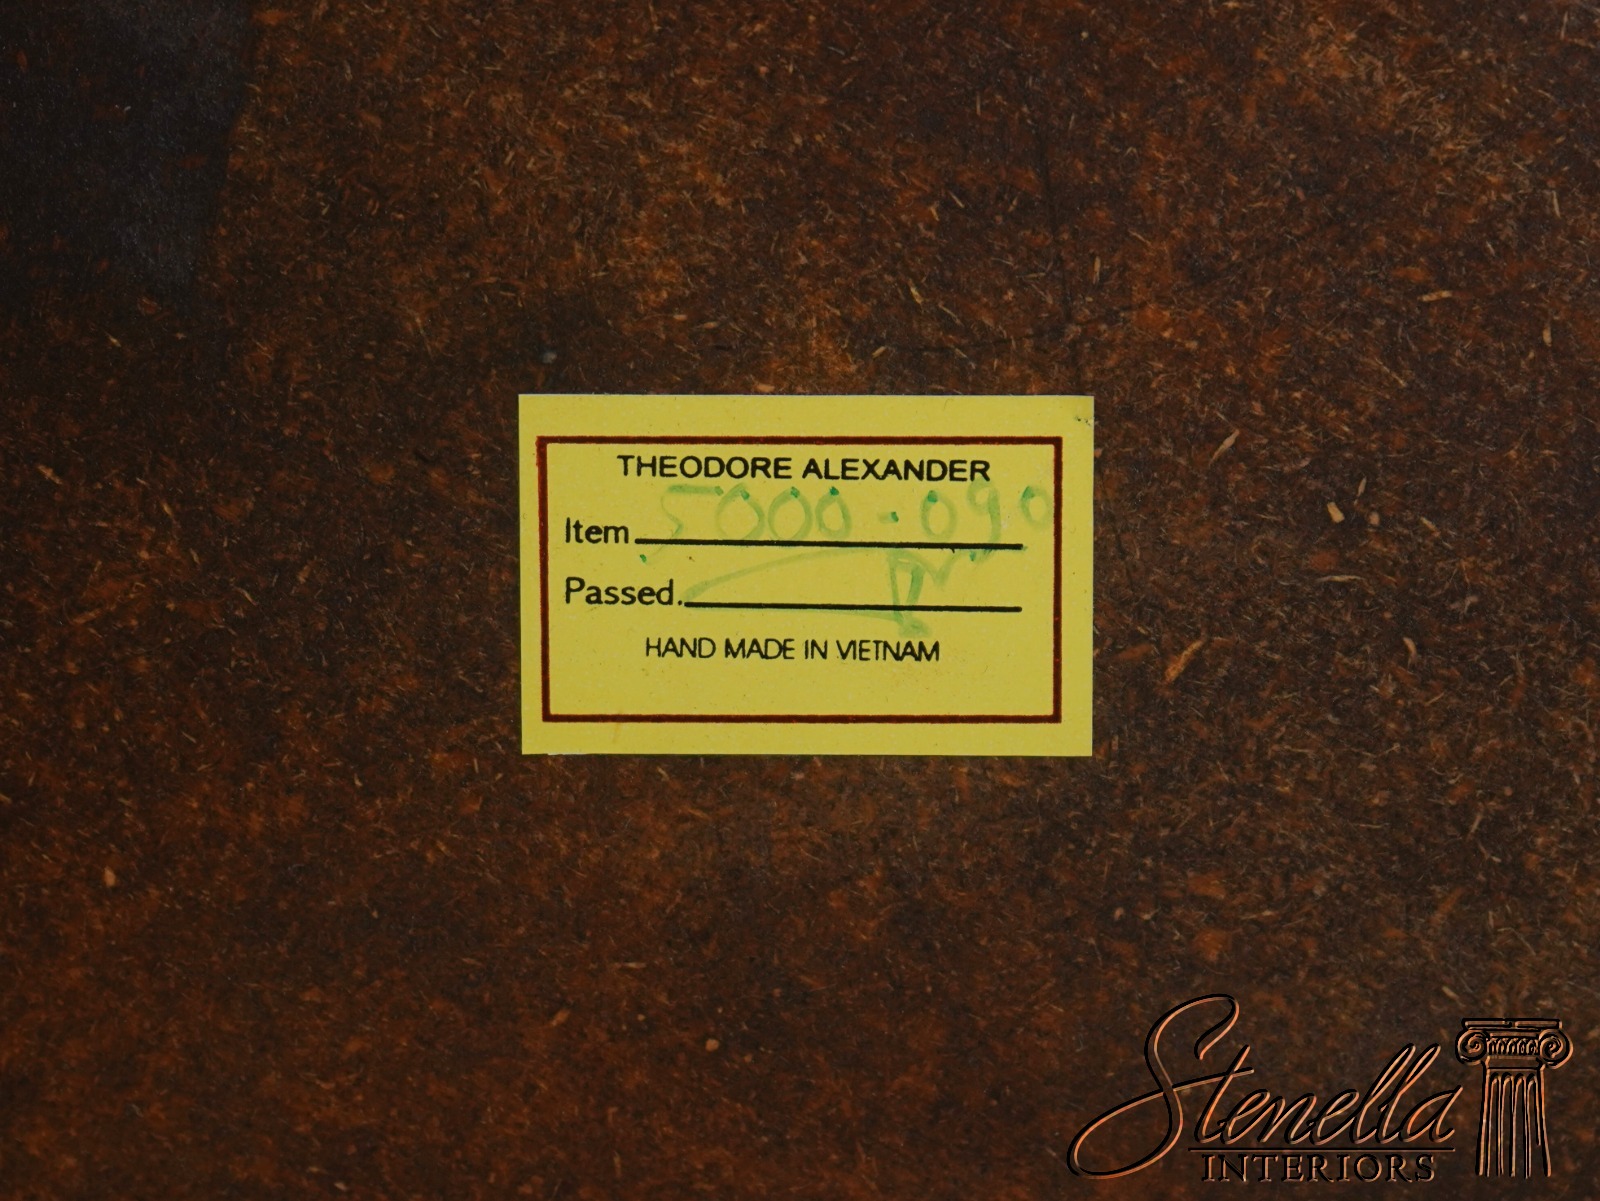 THEODORE ALEXANDER
Item 5000-090
Passed.
HAND MADE IN VIETNAM
Stenella
INTERIORS